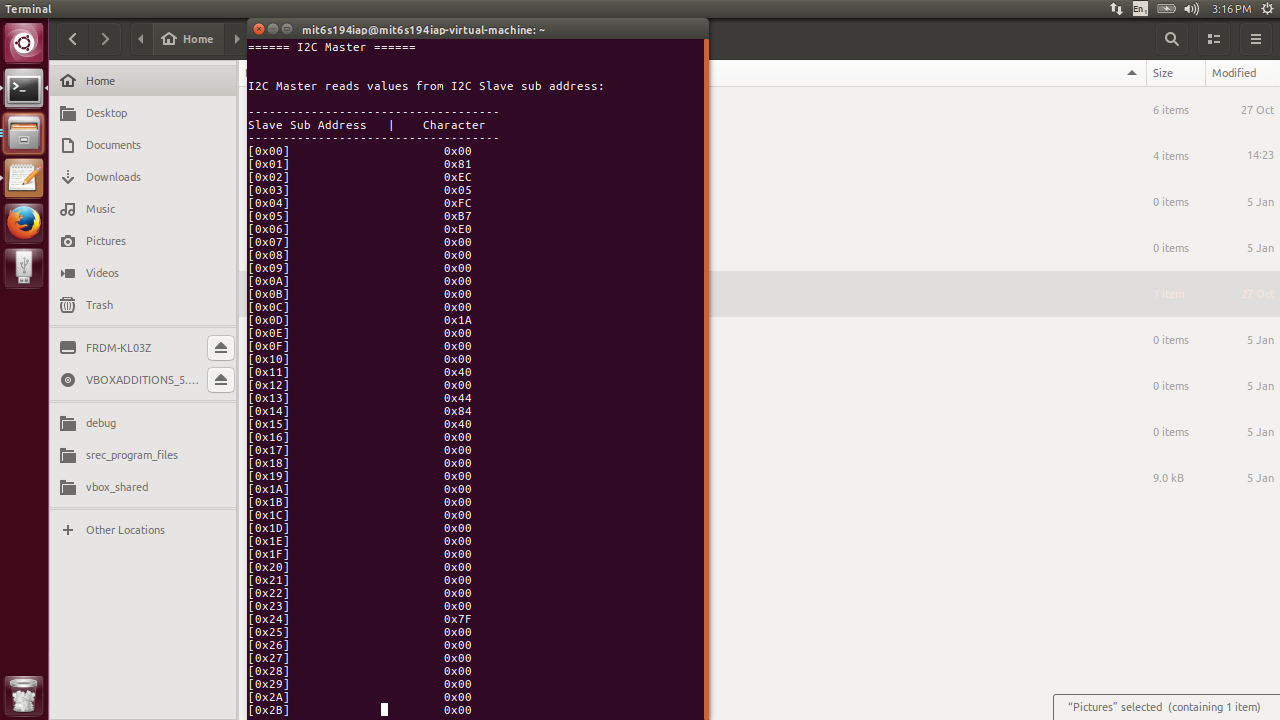 Terminal
En
3:16 PM
mit6s194iap@mit6s194iap-virtual-machine: ~
Home
Size
Modified
Home
Desktop
Documents
Downloads
Music
Pictures
Videos
Trash
FRDM-KL03Z
VBOXADDITIONS_5....
debug
srec_program_files
vbox_shared
Other Locations
====== I2C Master ======
I2C Master reads values from I2C Slave sub address:
------------------------------------
Slave Sub Address   |    Character
------------------------------------
[0x00] 0x00
[0x01] 0x81
[0x02] 0xEC
[0x03] 0x05
[0x04] 0xFC
[0x05] 0xB7
[0x06] 0xE0
[0x07] 0x00
[0x08] 0x00
[0x09] 0x00
[0x0A] 0x00
[0x0B] 0x00
[0x0C] 0x00
[0x0D] 0x1A
[0x0E] 0x00
[0x0F] 0x00
[0x10] 0x00
[0x11] 0x40
[0x12] 0x00
[0x13] 0x44
[0x14] 0x84
[0x15] 0x40
[0x16] 0x00
[0x17] 0x00
[0x18] 0x00
[0x19] 0x00
[0x1A] 0x00
[0x1B] 0x00
[0x1C] 0x00
[0x1D] 0x00
[0x1E] 0x00
[0x1F] 0x00
[0x20] 0x00
[0x21] 0x00
[0x22] 0x00
[0x23] 0x00
[0x24] 0x7F
[0x25] 0x00
[0x26] 0x00
[0x27] 0x00
[0x28] 0x00
[0x29] 0x00
[0x2A] 0x00
[0x2B] 0x00
6 items 27 Oct
4 items 14:23
0 items 5 Jan
0 items 5 Jan
1 item 27 Oct
0 items 5 Jan
0 items 5 Jan
0 items 5 Jan
9.0 kB 5 Jan
“Pictures” selected (containing 1 item)